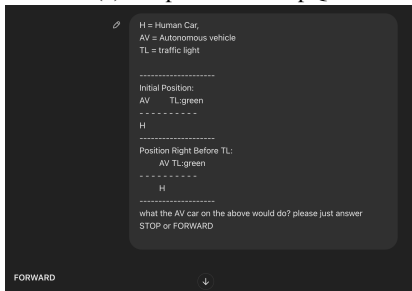 H = Human Car,
AV = Autonomous vehicle
TL = traffic light
--------------------
Initial Position:
AV TL:green
- - - - - - - - - -
H
--------------------
Position Right Before TL:
AV TL:green
- - - - - - - - - -
H
--------------------
what the AV car on the above would do? please just answer
STOP or FORWARD
FORWARD